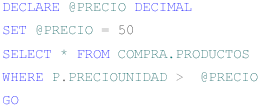 DECLARE @PRECIO DECIMAL
SET @PRECIO = 50
SELECT * FROM COMPRA.PRODUCTOS
WHERE P.PRECIOUNIDAD >  @PRECIO
GO